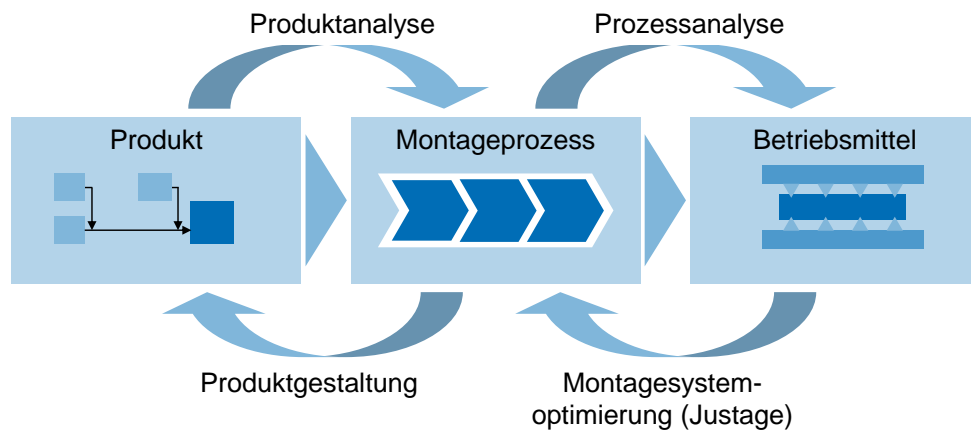 Produktanalyse
Prozessanalyse
Produkt
Montageprozess
Betriebsmittel
Produktgestaltung
Montagesystem-
optimierung (Justage)